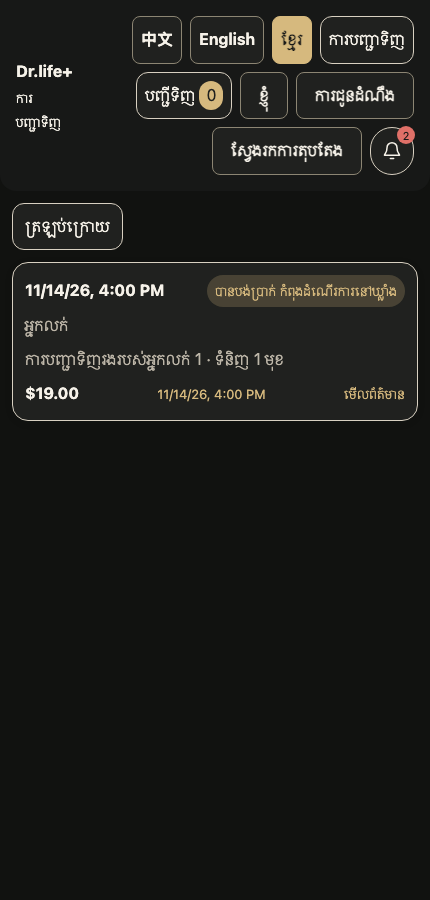 中文
English
ខ្មែរ
ការបញ្ជាទិញ
Dr.life+
ការ
បញ្ជាទិញ
បញ្ជីទិញ 0
ខ្ញុំ
ការជូនដំណឹង
ស្វែងរកការតុបតែង
2
ត្រឡប់ក្រោយ
11/14/26, 4:00 PM
បានបង់ប្រាក់ កំពុងដំណើរការនៅឃ្លាំង
អ្នកលក់
ការបញ្ជាទិញរងរបស់អ្នកលក់ 1 · ទំនិញ 1 មុខ
$19.00
11/14/26, 4:00 PM
មើលព័ត៌មាន